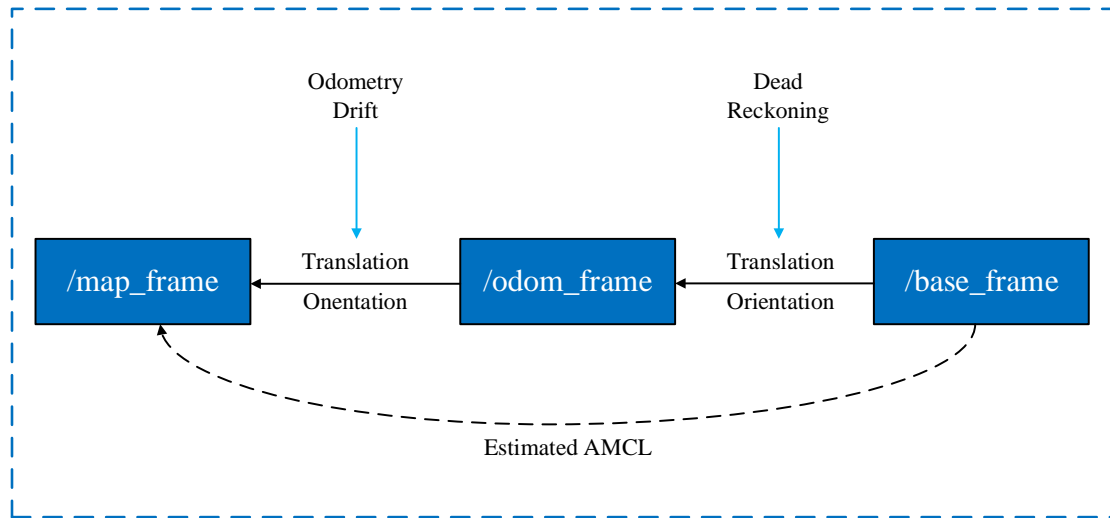 Odometry
Drift
Dead
Reckoning
/map_frame
Translation
Onentation
/odom_frame
Translation
Orientation
/base_frame
Estimated AMCL